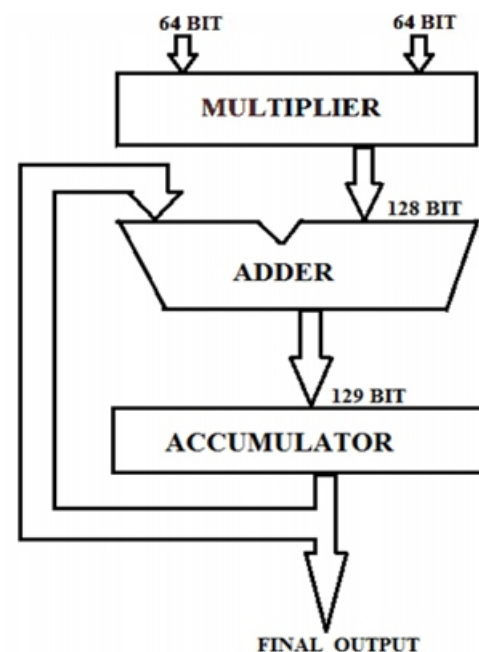 64 BIT 64 BIT
MULTIPLIER
128 BIT
ADDER
129 BIT
ACCUMULATOR
FINAL OUTPUT